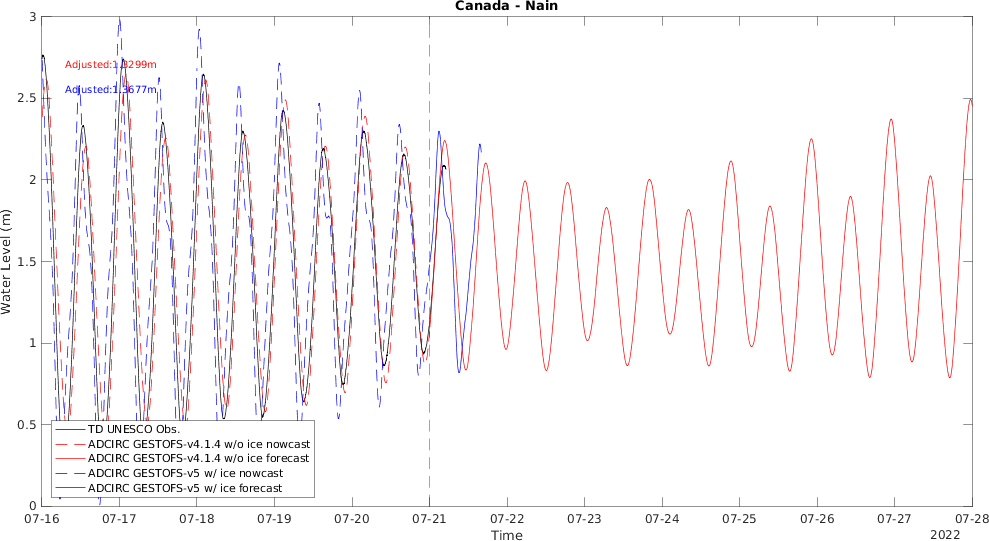 Canada - Nain
Water Level (m)
3
2.5
2
1.5
1
0.5
0
Adjusted:1.3299m
Adjusted:1.3677m
TD UNESCO Obs.
ADCIRC GESTOFS-v4.1.4 w/o ice nowcast
ADCIRC GESTOFS-v4.1.4 w/o ice forecast
ADCIRC GESTOFS-v5 w/ ice nowcast
ADCIRC GESTOFS-v5 w/ ice forecast
07-16 07-17 07-18 07-19 07-20 07-21 07-22 07-23 07-24 07-25 07-26 07-27 07-28
Time
2022